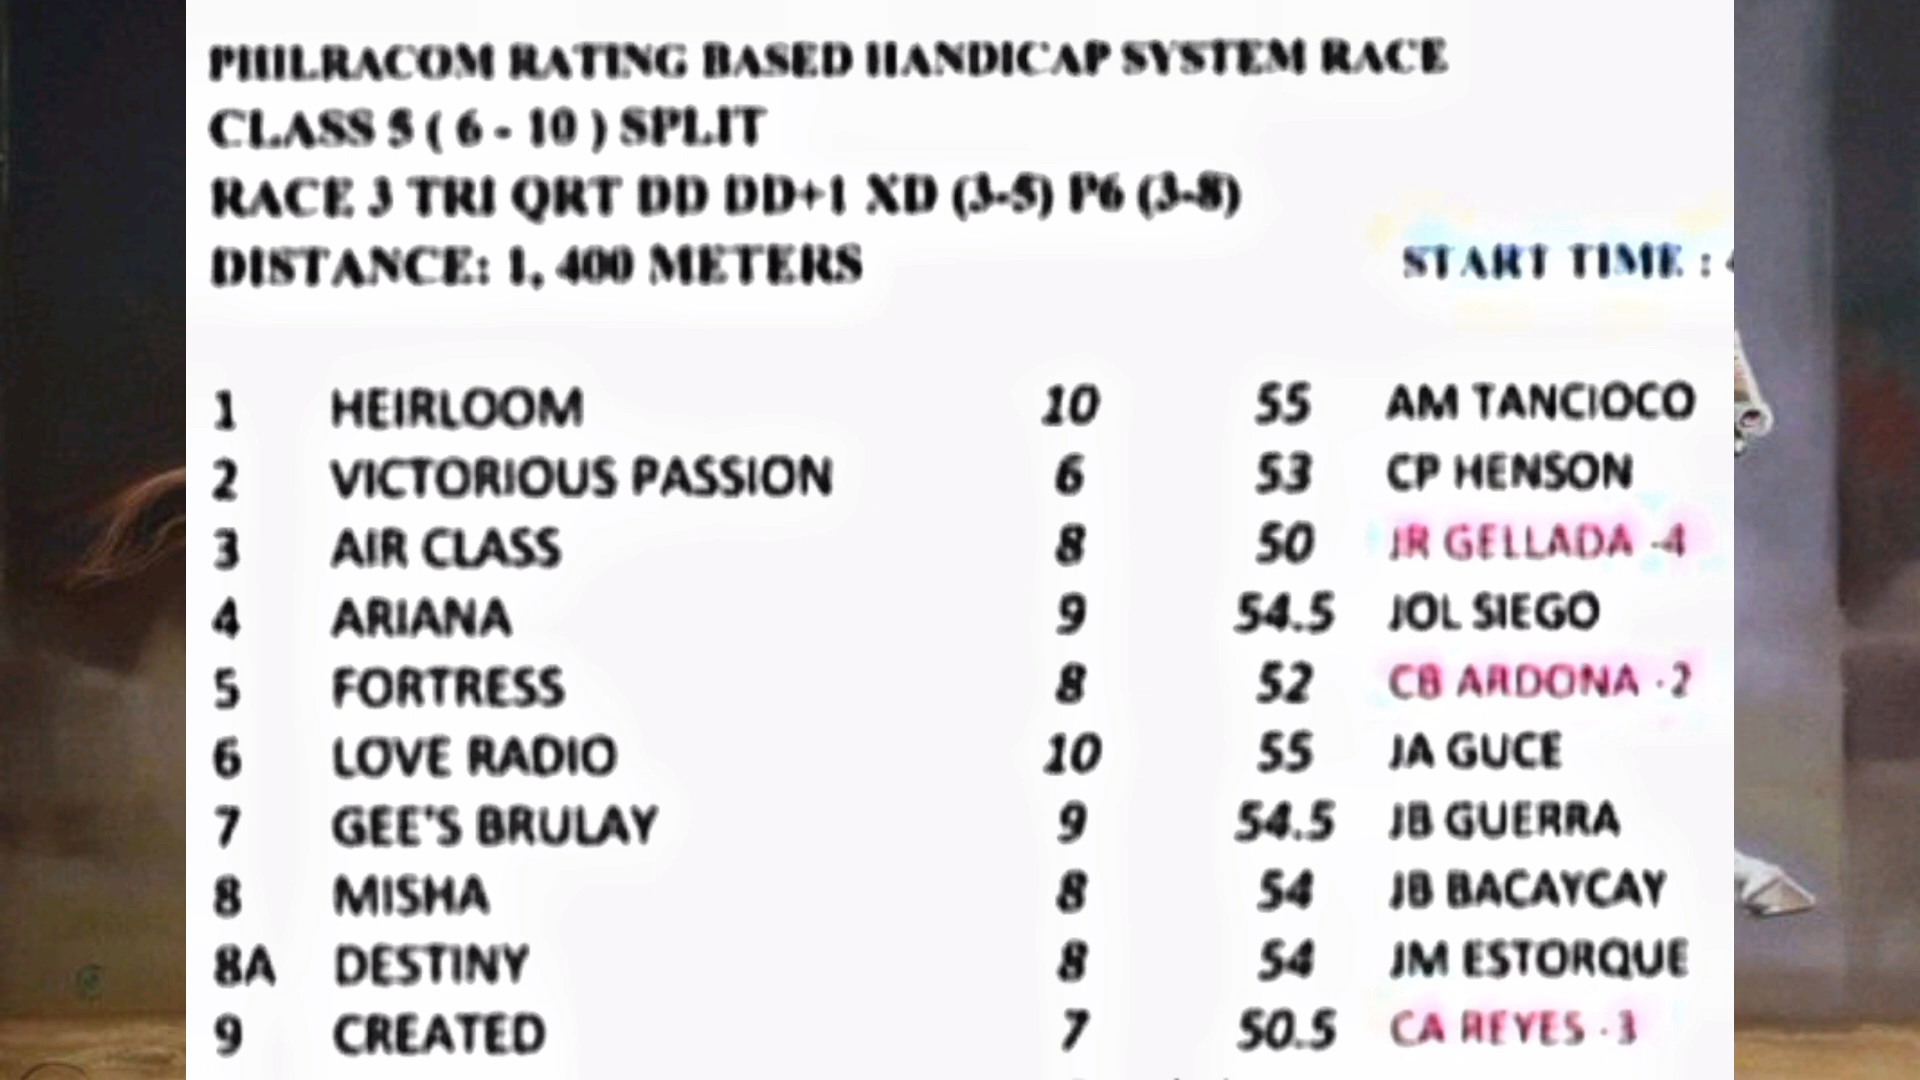 PHILRACOM RATING BASED HANDICAP SYSTEM RACE
CLASS 5 ( 6 - 10 ) SPLIT
RACE 3 TRI QRT DD DD+1 XD (3-5) P6 (3-8)
DISTANCE: 1, 400 METERS
START TIME :
1 HEIRLOOM 10 55 AM TANCIOCO
2 VICTORIOUS PASSION 6 53 CP HENSON
3 AIR CLASS 8 50 JR GELLADA -4
4 ARIANA 9 54.5 JOL SIEGO
5 FORTRESS 8 52 CB ARDONA -2
6 LOVE RADIO 10 55 JA GUCE
7 GEE'S BRULAY 9 54.5 JB GUERRA
8 MISHA 8 54 JB BACAYCAY
8A DESTINY 8 54 JM ESTORQUE
9 CREATED 7 50.5 CA REYES -3